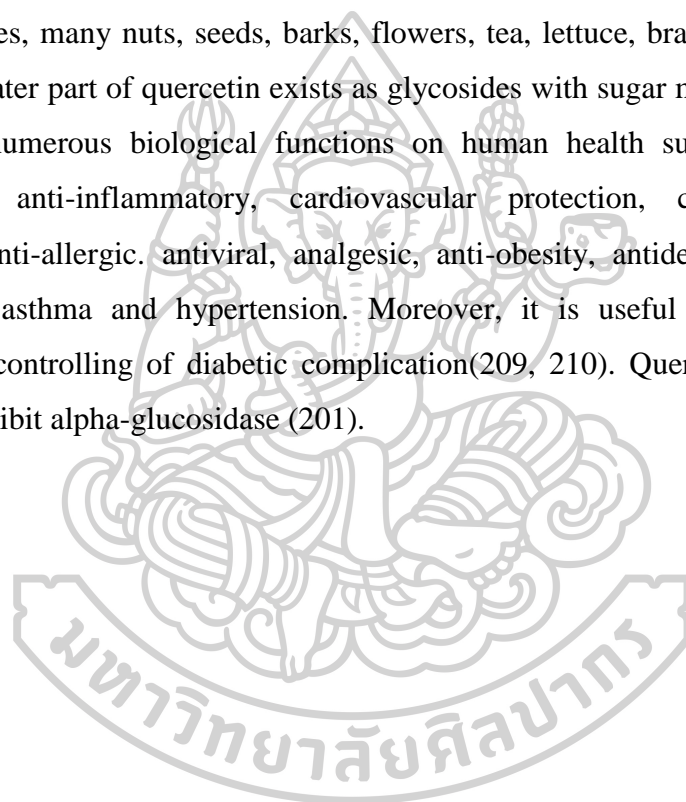 es, many nuts, seeds, barks, flowers, tea, lettuce, bra
ater part of quercetin exists as glycosides with sugar
numerous biological functions on human health su
anti-inflammatory, cardiovascular protection, c
nti-allergic. antiviral, analgesic, anti-obesity, antide
asthma and hypertension. Moreover, it is useful
controlling of diabetic complication(209, 210). Quer
ibit alpha-glucosidase (201).
มหาวิทยาลัยศิลปากร